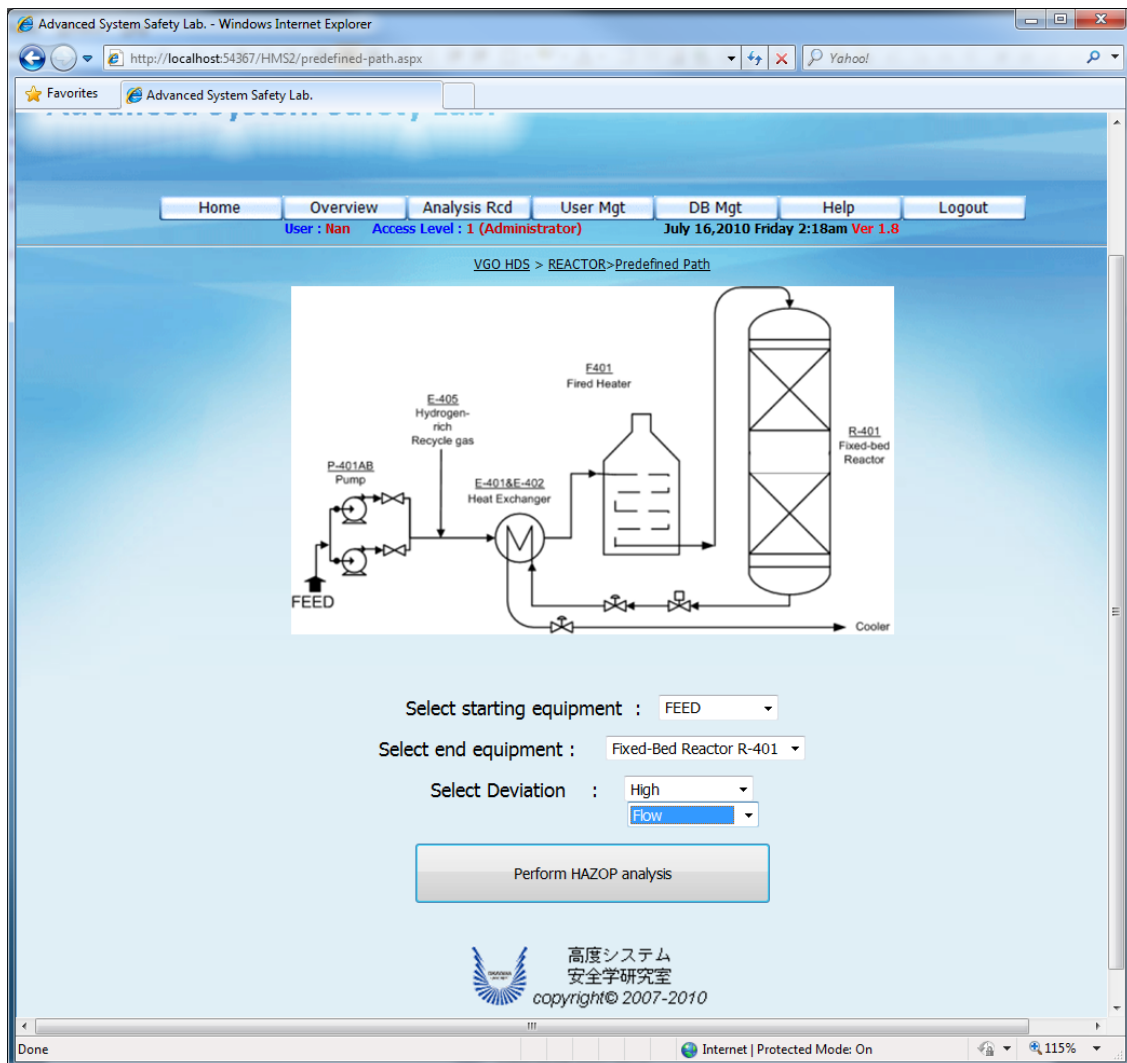 Advanced System Safety Lab. - Windows Internet Explorer
http://localhost:54367/HMS2/predefined-path.aspx
Yahoo!
Favorites
Advanced System Safety Lab.
Advanced System Safety Lab.
Home Overview Analysis Rcd User Mgt DB Mgt Help Logout
User : Nan Access Level : 1 (Administrator) July 16,2010 Friday 2:18am Ver 1.8
VGO HDS > REACTOR>Predefined Path
F401
Fired Heater
E-405
Hydrogen-
rich
Recycle gas
R-401
Fixed-bed
Reactor
P-401AB
Pump
E-401&E-402
Heat Exchanger
FEED
Cooler
Select starting equipment : FEED
Select end equipment : Fixed-Bed Reactor R-401
Select Deviation : High
Flow
Perform HAZOP analysis
高度システム
安全学研究室
copyright© 2007-2010
Done
Internet | Protected Mode: On
115%